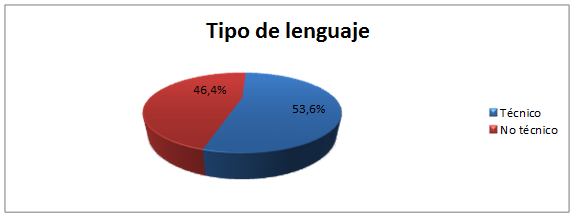 Tipo de lenguaje
46,4%
53,6%
Técnico
No técnico